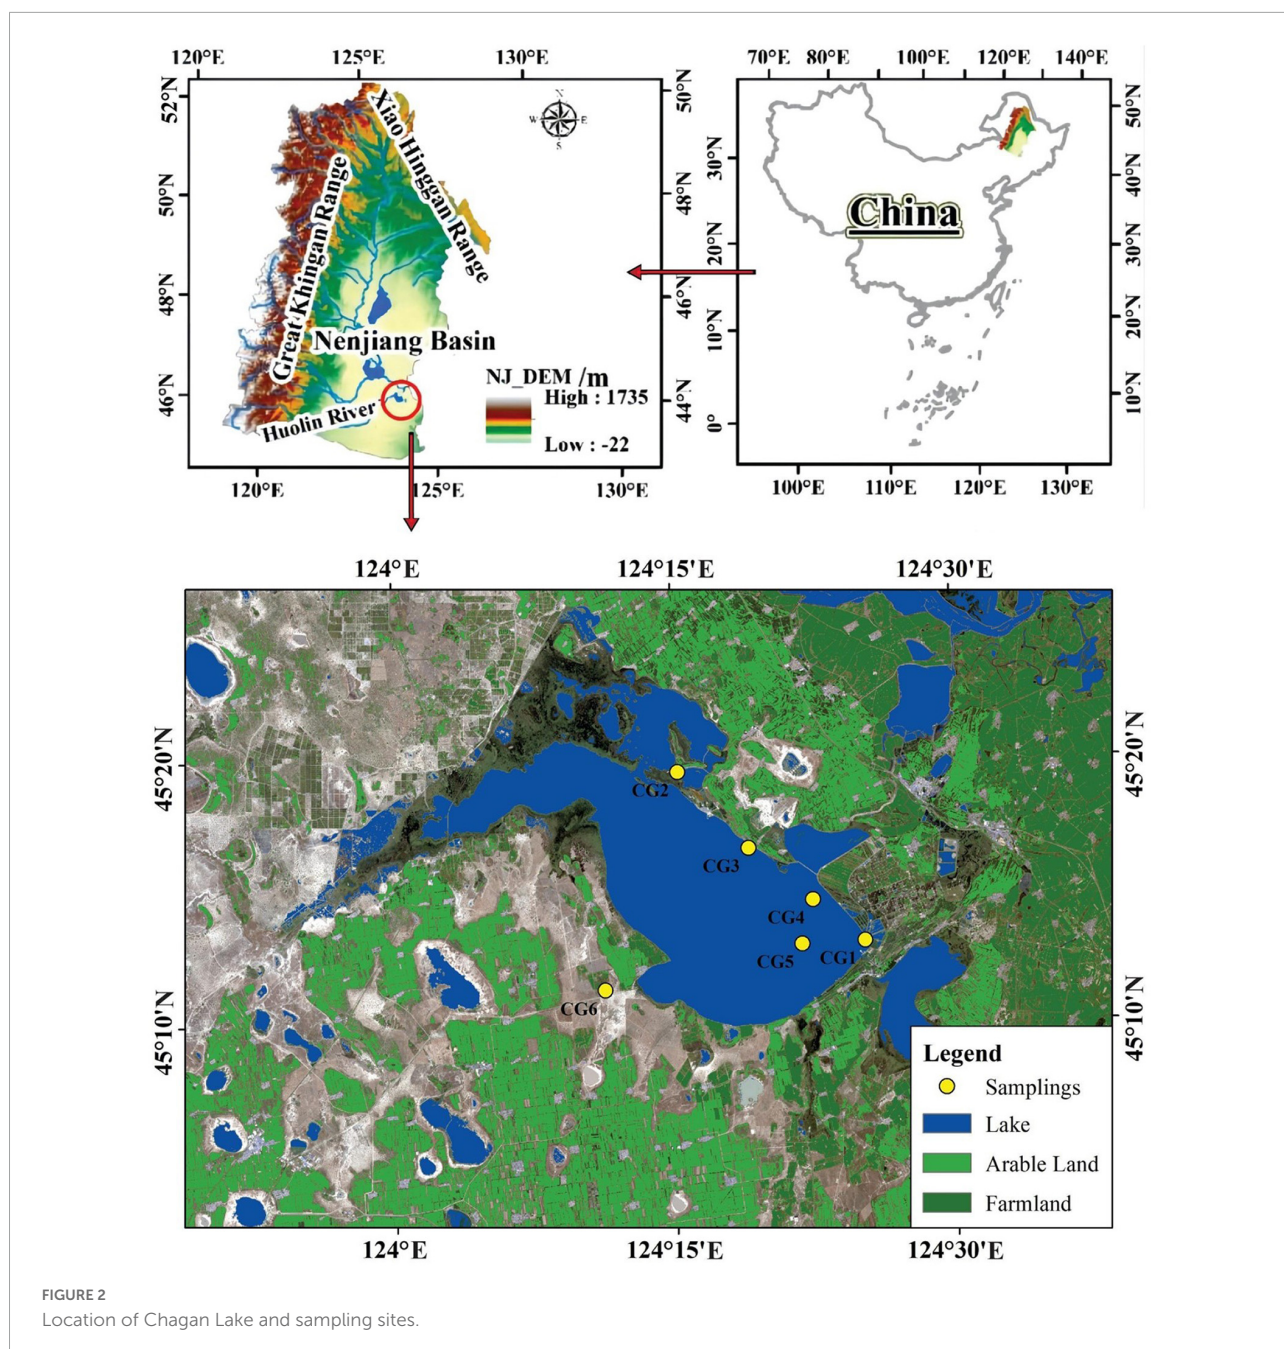 120°E 125°E 130°E
70°E 80°E 100°E 120°E 140°E
52°N
50°N
48°N
46°N
50°N
48°N
46°N
44°N
Xiao Hinggan Range
Great Khingan Range
N
W E
S
Nenjiang Basin
Huolin River
NJ_DEM /m
High : 1735
Low : -22
120°E 125°E 130°E
30°N
20°N
10°N
0°
China
50°N
40°N
30°N
20°N
10°N
100°E 110°E 120°E 130°E
124°E 124°15'E 124°30'E
45°20'N
45°10'N
CG2
CG3
CG4
CG5 CG1
CG6
45°20'N
45°10'N
Legend
Samplings
Lake
Arable Land
Farmland
124°E 124°15'E 124°30'E
FIGURE 2
Location of Chagan Lake and sampling sites.